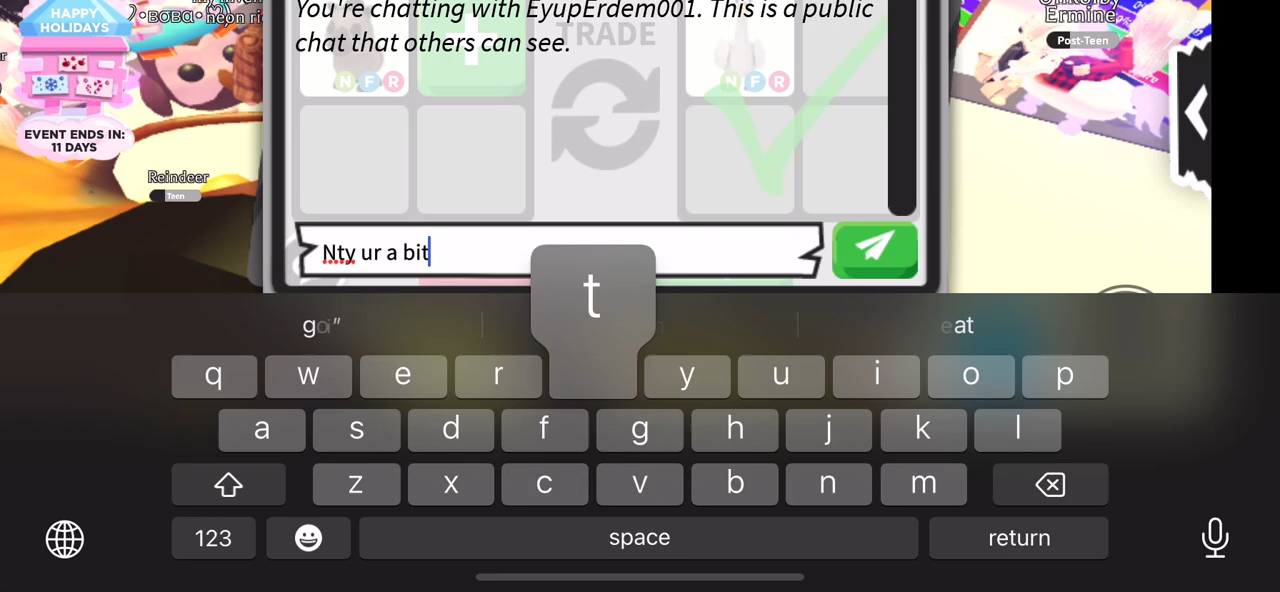 HAPPY
HOLIDAYS
EVENT ENDS IN:
11 DAYS
Reindeer
Teen
You're chatting with EyupErdem001. This is a public
chat that others can see.
TRADE
N F R
N F R
Ermine
Post-Teen
Nty ur a bit
t
eat
q w e r y u i o p
a s d f g h j k l
z x c v b n m
123
space
return